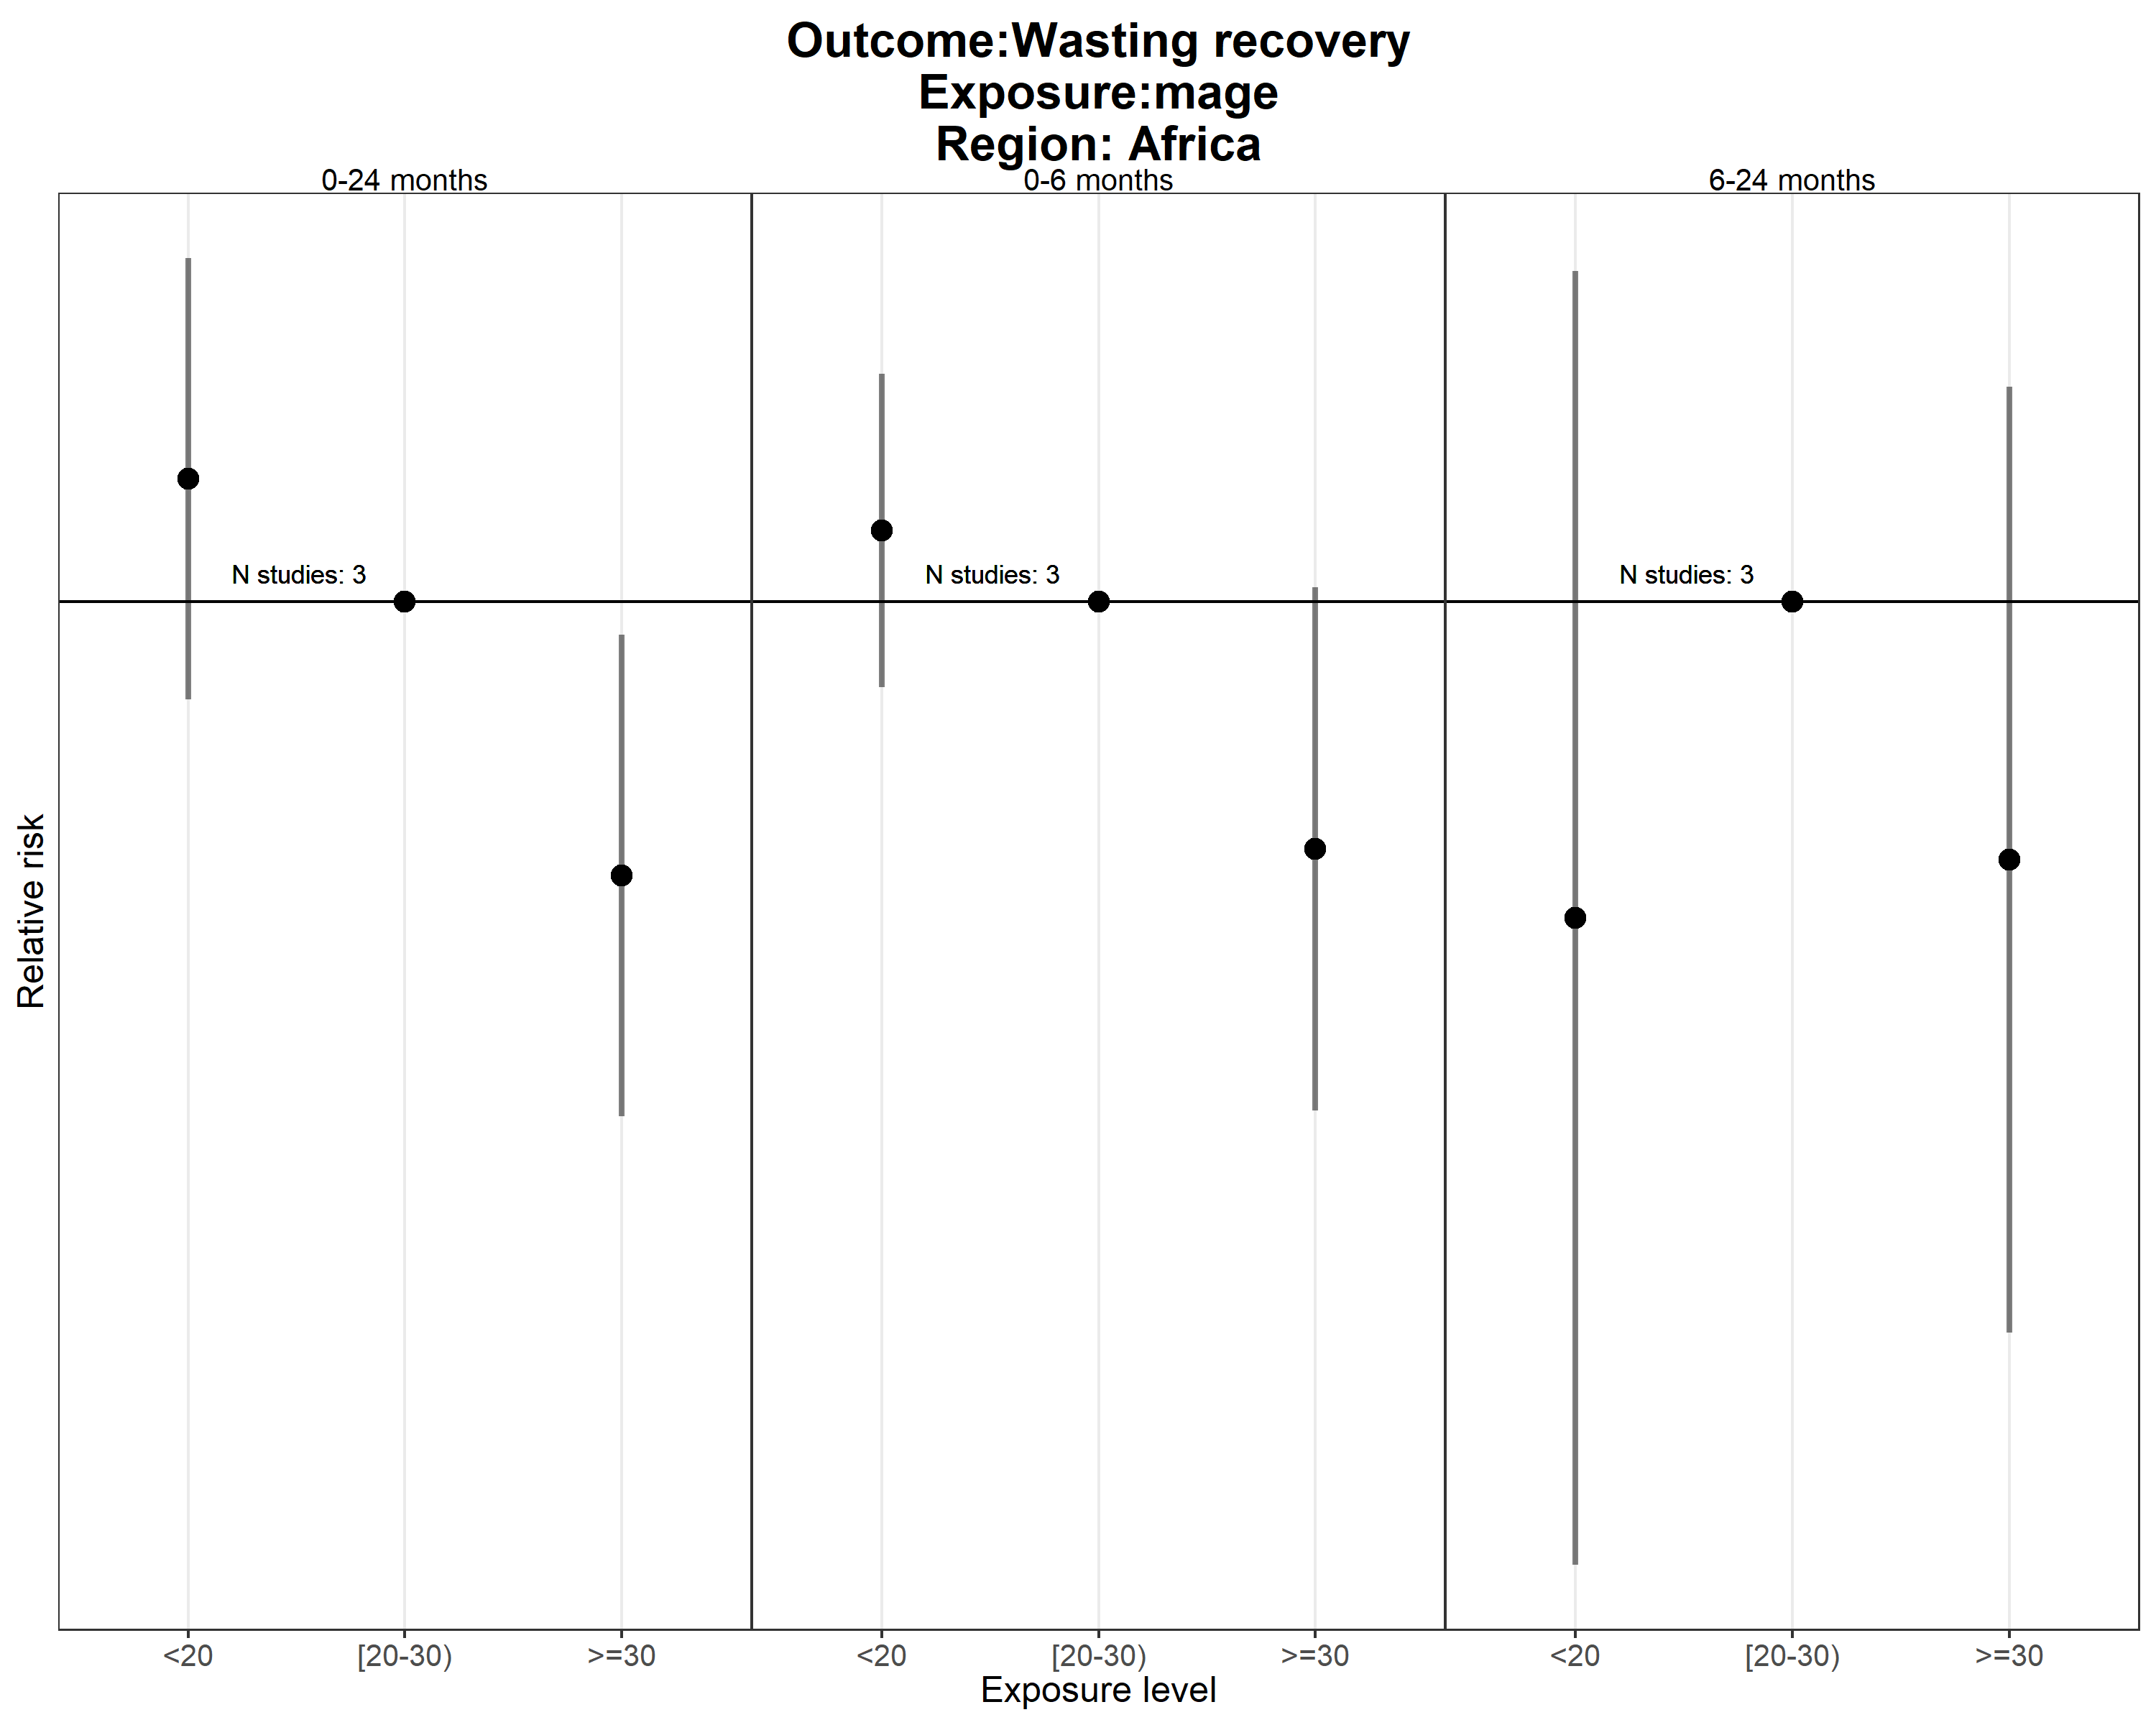 Outcome:Wasting recovery
Exposure:mage
Region: Africa
0-24 months
0-6 months
6-24 months
N studies: 3
N studies: 3
N studies: 3
Relative risk
<20
[20-30)
>=30
<20
[20-30)
>=30
<20
[20-30)
>=30
Exposure level